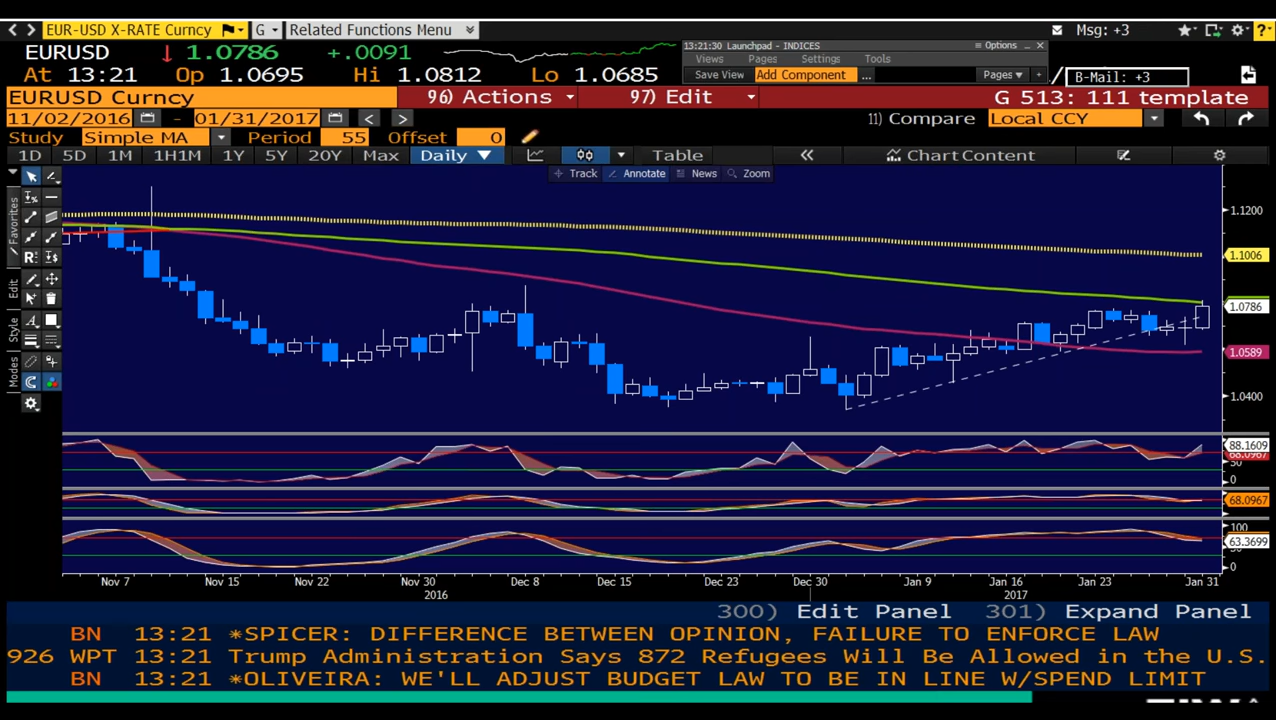 EUR-USD X-RATE Curncy G Related Functions Menu Msg: +3
EURUSD ↓ 1.0786 +.0091 13:21:30 Launchpad - INDICES Options
Views Pages Settings Tools
At 13:21 Op 1.0695 Hi 1.0812 Lo 1.0685 Save View Add Component ... Pages + B-Mail: +3
EURUSD Curncy 96) Actions 97) Edit G 513: 111 template
11/02/2016 - 01/31/2017 < > 11) Compare Local CCY
Study Simple MA Period 55 Offset 0
1D 5D 1M 1H1M 1Y 5Y 20Y Max Daily ▼ Table « Chart Content
Track Annotate News Zoom
Favorites
Edit
Style
Modes
1.1200
1.1006
1.0786
1.0589
1.0400
88.1609
50
0
68.0967
100
63.3699
0
Nov 7 Nov 15 Nov 22 Nov 30 Dec 8 Dec 15 Dec 23 Dec 30 Jan 9 Jan 16 Jan 23 Jan 31
2016 2017
300) Edit Panel 301) Expand Panel
BN 13:21 *SPICER: DIFFERENCE BETWEEN OPINION, FAILURE TO ENFORCE LAW
926 WPT 13:21 Trump Administration Says 872 Refugees Will Be Allowed in the U.S.
BN 13:21 *OLIVEIRA: WE'LL ADJUST BUDGET LAW TO BE IN LINE W/SPEND LIMIT